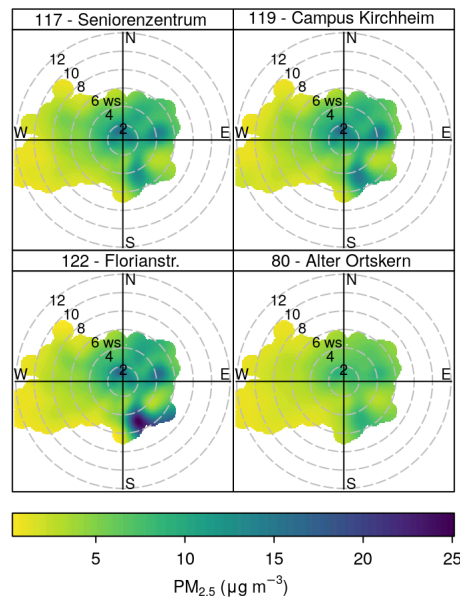 117 - Seniorenzentrum
119 - Campus Kirchheim
N
12
10
8
6 ws
4
2
W
E
S
N
12
10
8
6 ws
4
2
W
E
S
122 - Florianstr.
80 - Alter Ortskern
N
12
10
8
6 ws
4
2
W
E
S
N
12
10
8
6 ws
4
2
W
E
S
5 10 15 20 25
PM2.5 (µg m−3)